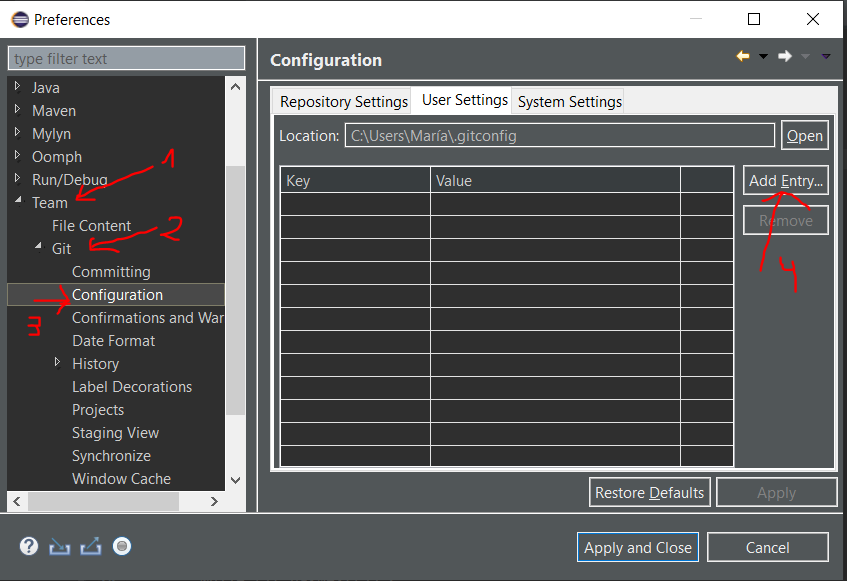 Preferences
type filter text
Java
Maven
Mylyn
Oomph
Run/Debug
1
Team
File Content
2
Git
Committing
Configuration
3
Confirmations and War
Date Format
History
Label Decorations
Projects
Staging View
Synchronize
Window Cache
Configuration
Repository Settings User Settings System Settings
Location: C:\Users\María\.gitconfig Open
Key Value Add Entry...
Remove
4
Restore Defaults Apply
Apply and Close Cancel